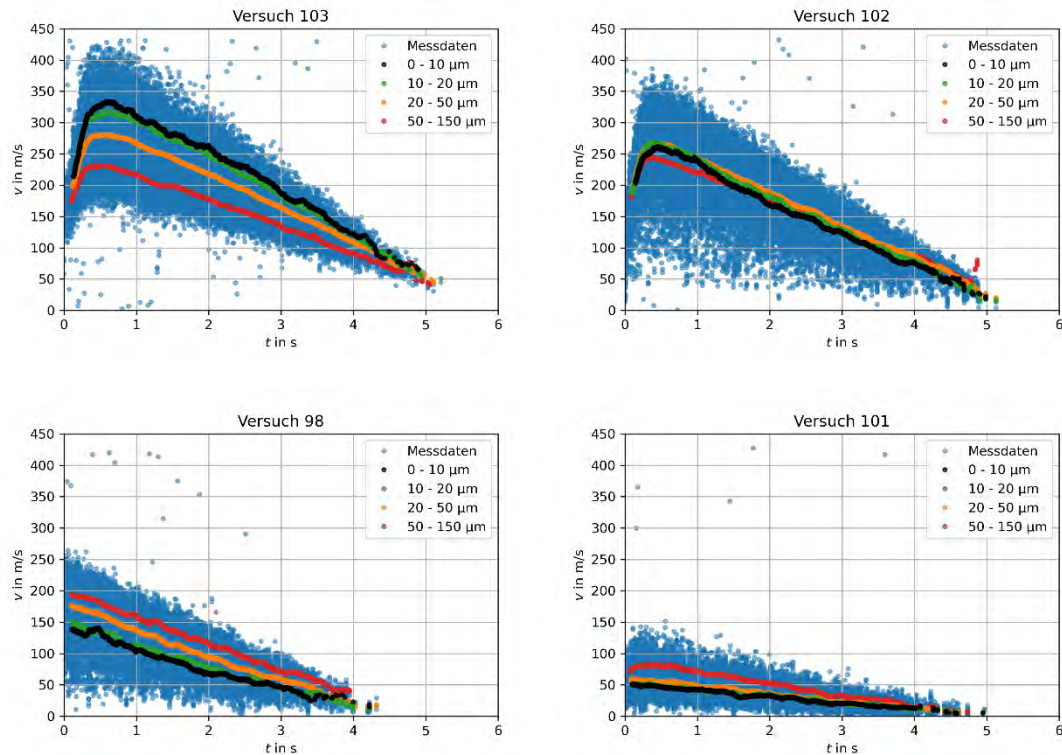 Versuch 103
450
400
350
300
250
200
150
100
50
0
v in m/s
0 1 2 3 4 5 6
t in s
Messdaten
0 - 10 µm
10 - 20 µm
20 - 50 µm
50 - 150 µm
Versuch 102
450
400
350
300
250
200
150
100
50
0
v in m/s
0 1 2 3 4 5 6
t in s
Messdaten
0 - 10 µm
10 - 20 µm
20 - 50 µm
50 - 150 µm
Versuch 98
450
400
350
300
250
200
150
100
50
0
v in m/s
0 1 2 3 4 5 6
t in s
Messdaten
0 - 10 µm
10 - 20 µm
20 - 50 µm
50 - 150 µm
Versuch 101
450
400
350
300
250
200
150
100
50
0
v in m/s
0 1 2 3 4 5 6
t in s
Messdaten
0 - 10 µm
10 - 20 µm
20 - 50 µm
50 - 150 µm